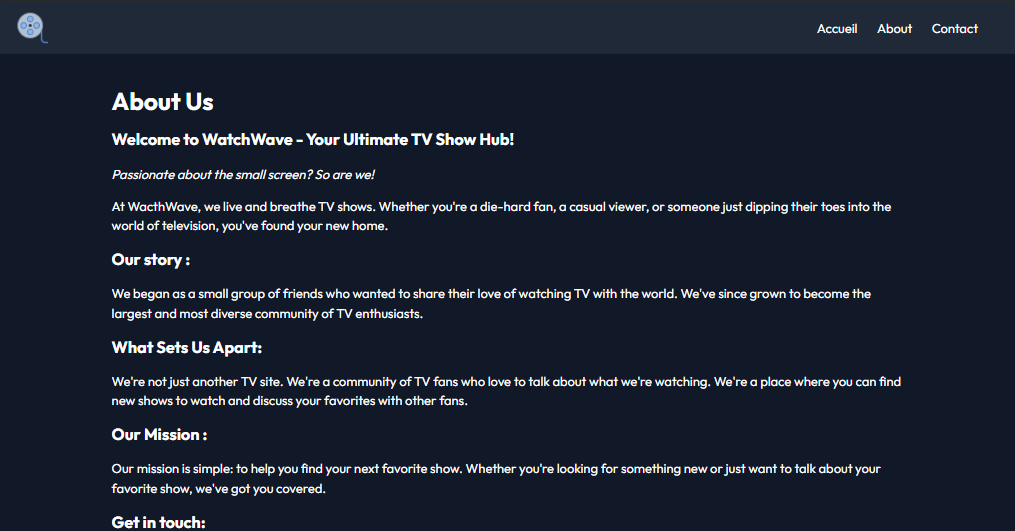 Accueil About Contact
About Us
Welcome to WatchWave - Your Ultimate TV Show Hub!
Passionate about the small screen? So are we!
At WacthWave, we live and breathe TV shows. Whether you're a die-hard fan, a casual viewer, or someone just dipping their toes into the
world of television, you've found your new home.
Our story :
We began as a small group of friends who wanted to share their love of watching TV with the world. We've since grown to become the
largest and most diverse community of TV enthusiasts.
What Sets Us Apart:
We're not just another TV site. We're a community of TV fans who love to talk about what we're watching. We're a place where you can find
new shows to watch and discuss your favorites with other fans.
Our Mission :
Our mission is simple: to help you find your next favorite show. Whether you're looking for something new or just want to talk about your
favorite show, we've got you covered.
Get in touch: